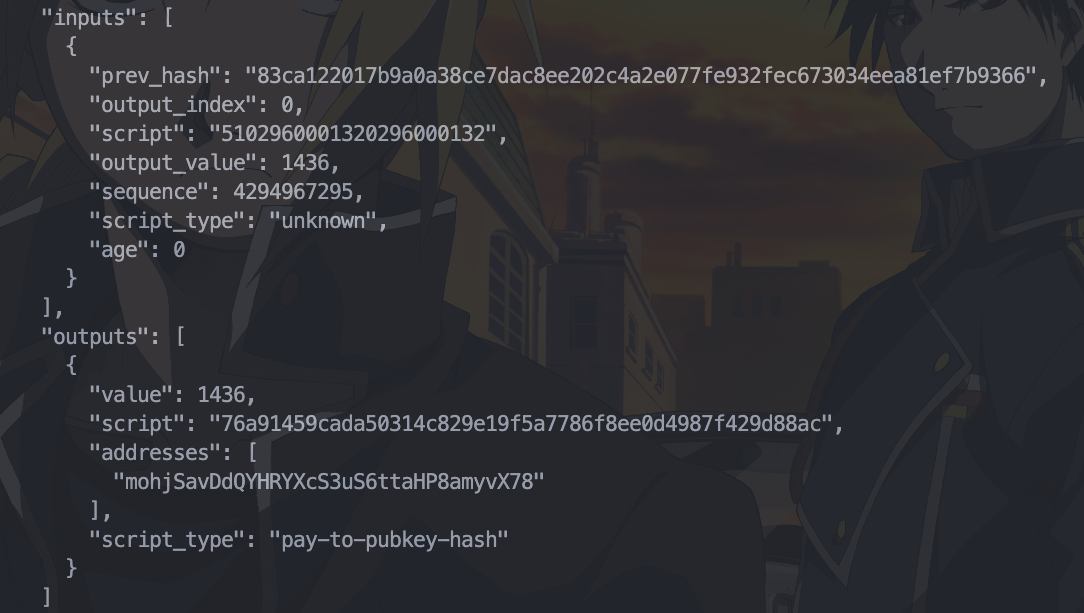 "inputs": [
{
"prev_hash": "83ca122017b9a0a38ce7dac8ee202c4a2e077fe932fec673034eea81ef7b9366",
"output_index": 0,
"script": "5102960001320296000132",
"output_value": 1436,
"sequence": 4294967295,
"script_type": "unknown",
"age": 0
}
],
"outputs": [
{
"value": 1436,
"script": "76a91459cada50314c829e19f5a7786f8ee0d4987f429d88ac",
"addresses": [
"mohjSavDdQYHRYXcS3uS6ttaHP8amyvX78"
],
"script_type": "pay-to-pubkey-hash"
}
]